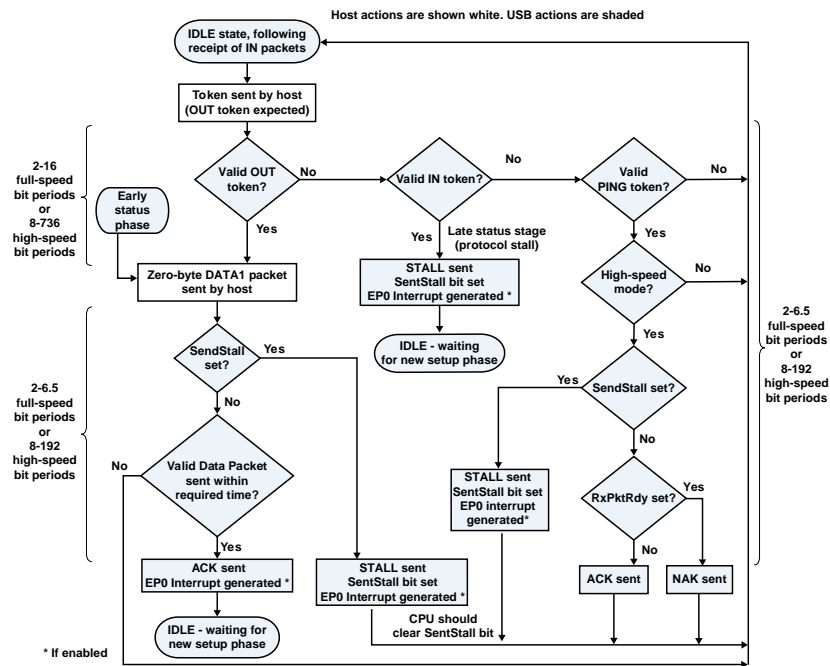 Host actions are shown white. USB actions are shaded
IDLE state, following
receipt of IN packets
Token sent by host
(OUT token expected)
2-16
full-speed
bit periods
or
8-736
high-speed
bit periods
Early
status
phase
Valid OUT
token?
No
Valid IN token?
No
Valid
PING token?
No
Yes
Yes
Late status stage
(protocol stall)
Yes
Zero-byte DATA1 packet
sent by host
STALL sent
SentStall bit set
EP0 Interrupt generated *
High-speed
mode?
No
IDLE - waiting
for new setup phase
Yes
2-6.5
full-speed
bit periods
or
8-192
high-speed
bit periods
SendStall
set?
Yes
No
2-6.5
full-speed
bit periods
or
8-192
high-speed
bit periods
Yes
SendStall set?
No
No
Valid Data Packet
sent within
required time?
STALL sent
SentStall bit set
EP0 interrupt
generated*
RxPktRdy set?
Yes
Yes
No
ACK sent
EP0 Interrupt generated *
STALL sent
SentStall bit set
EP0 Interrupt generated *
ACK sent
NAK sent
CPU should
clear SentStall bit
IDLE - waiting for
new setup phase
* If enabled